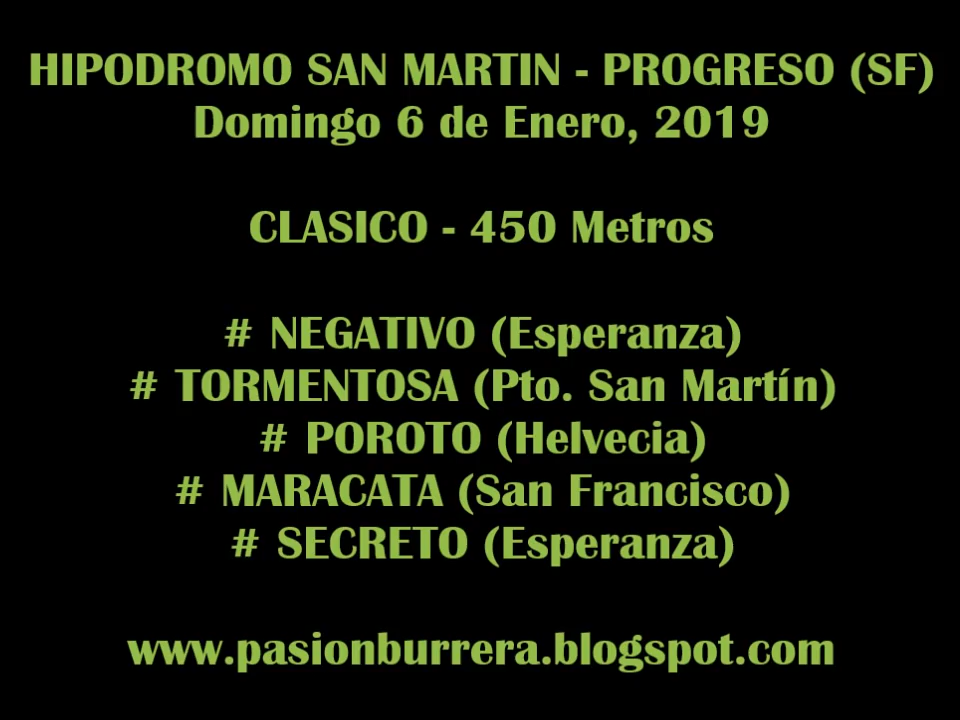 HIPODROMO SAN MARTIN - PROGRESO (SF)
Domingo 6 de Enero, 2019
CLASICO - 450 Metros
# NEGATIVO (Esperanza)
# TORMENTOSA (Pto. San Martín)
# POROTO (Helvecia)
# MARACATA (San Francisco)
# SECRETO (Esperanza)
www.pasionburrera.blogspot.com